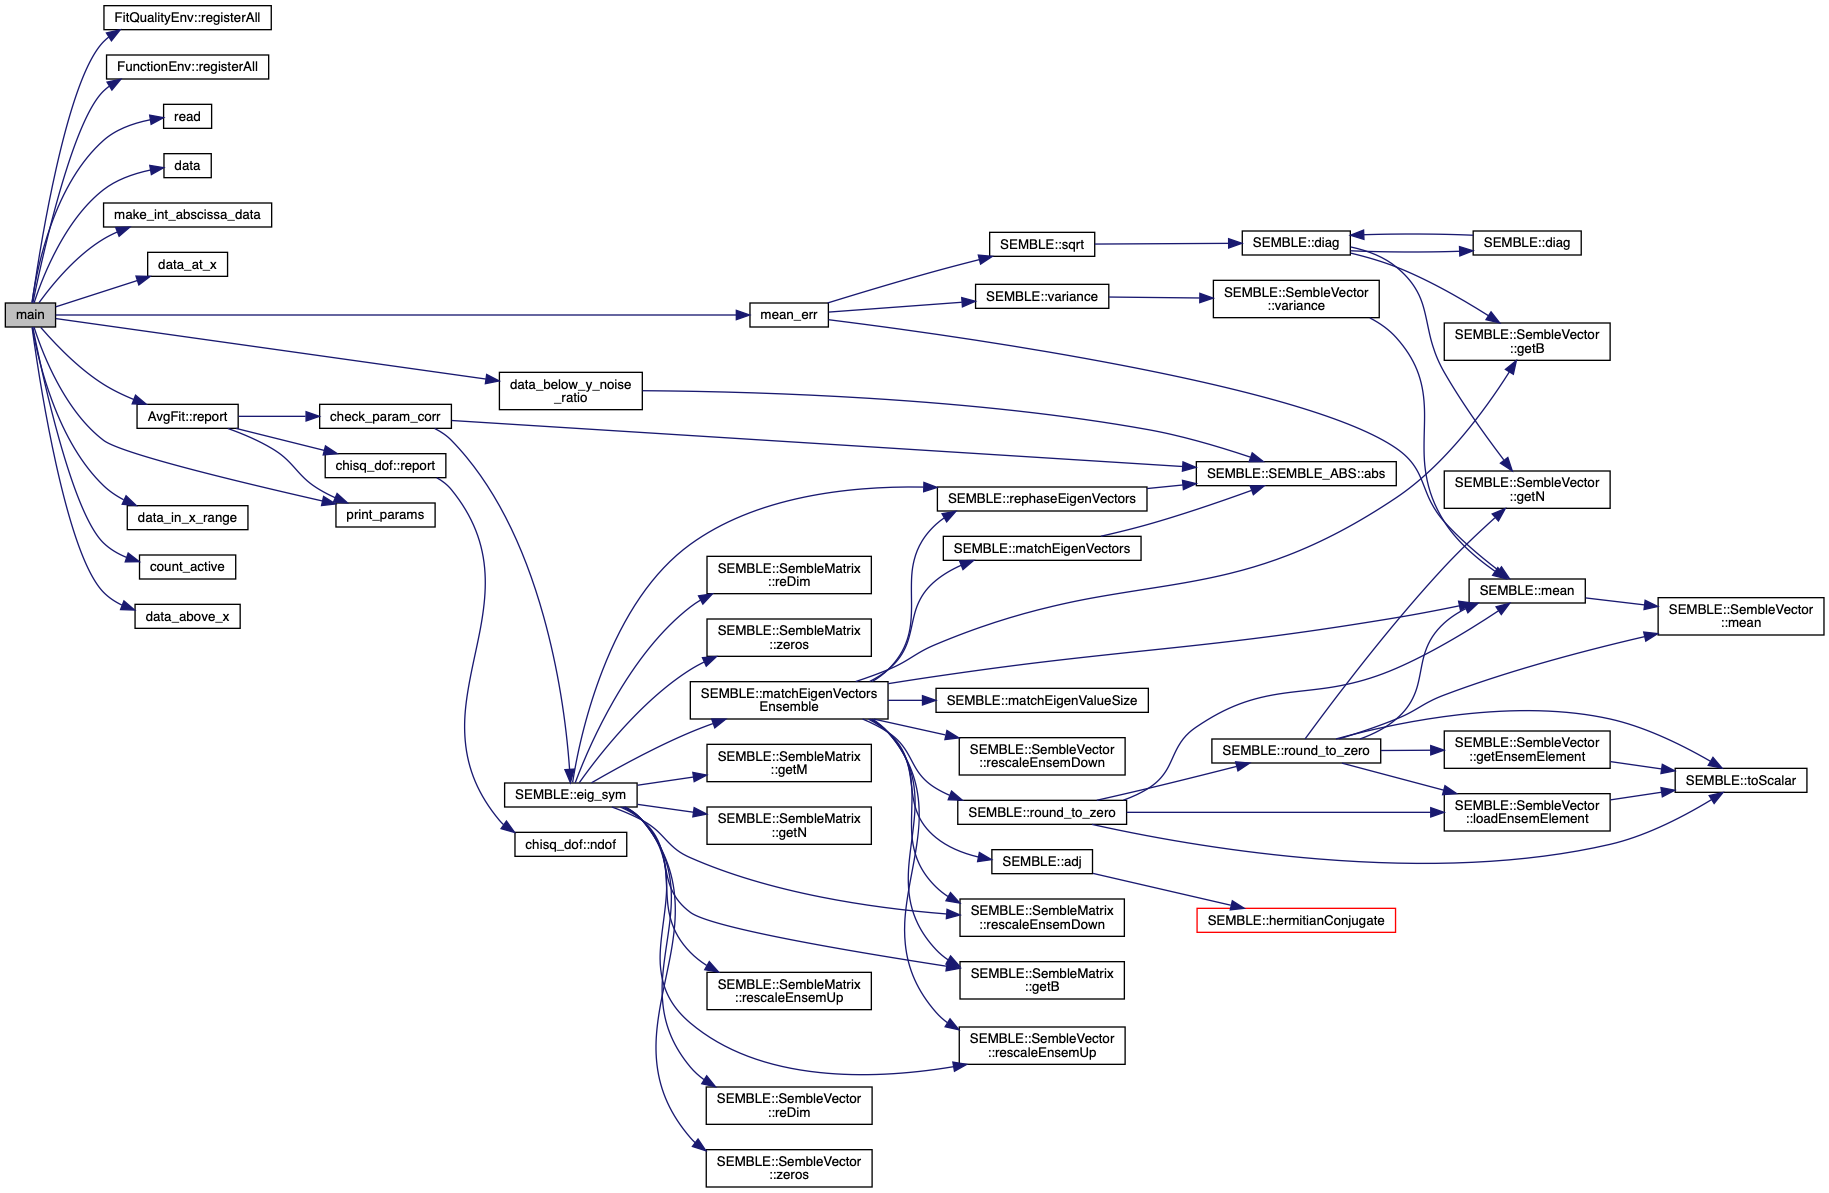 FitQualityEnv::registerAll
FunctionEnv::registerAll
read
data
make_int_abscissa_data
data_at_x
main
AvgFit::report
data_in_x_range
count_active
data_above_x
check_param_corr
chisq_dof::report
print_params
data_below_y_noise
_ratio
SEMBLE::eig_sym
chisq_dof::ndof
mean_err
SEMBLE::SembleMatrix
::reDim
SEMBLE::SembleMatrix
::zeros
SEMBLE::matchEigenVectors
Ensemble
SEMBLE::SembleMatrix
::getM
SEMBLE::SembleMatrix
::getN
SEMBLE::SembleMatrix
::rescaleEnsemUp
SEMBLE::SembleVector
::reDim
SEMBLE::SembleVector
::zeros
SEMBLE::sqrt
SEMBLE::variance
SEMBLE::rephaseEigenVectors
SEMBLE::matchEigenVectors
SEMBLE::matchEigenValueSize
SEMBLE::SembleVector
::rescaleEnsemDown
SEMBLE::round_to_zero
SEMBLE::adj
SEMBLE::SembleMatrix
::rescaleEnsemDown
SEMBLE::SembleMatrix
::getB
SEMBLE::SembleVector
::rescaleEnsemUp
SEMBLE::diag
SEMBLE::SembleVector
::variance
SEMBLE::SEMBLE_ABS::abs
SEMBLE::round_to_zero
SEMBLE::hermitianConjugate
SEMBLE::diag
SEMBLE::SembleVector
::getB
SEMBLE::SembleVector
::getN
SEMBLE::mean
SEMBLE::SembleVector
::getEnsemElement
SEMBLE::SembleVector
::loadEnsemElement
SEMBLE::SembleVector
::mean
SEMBLE::toScalar